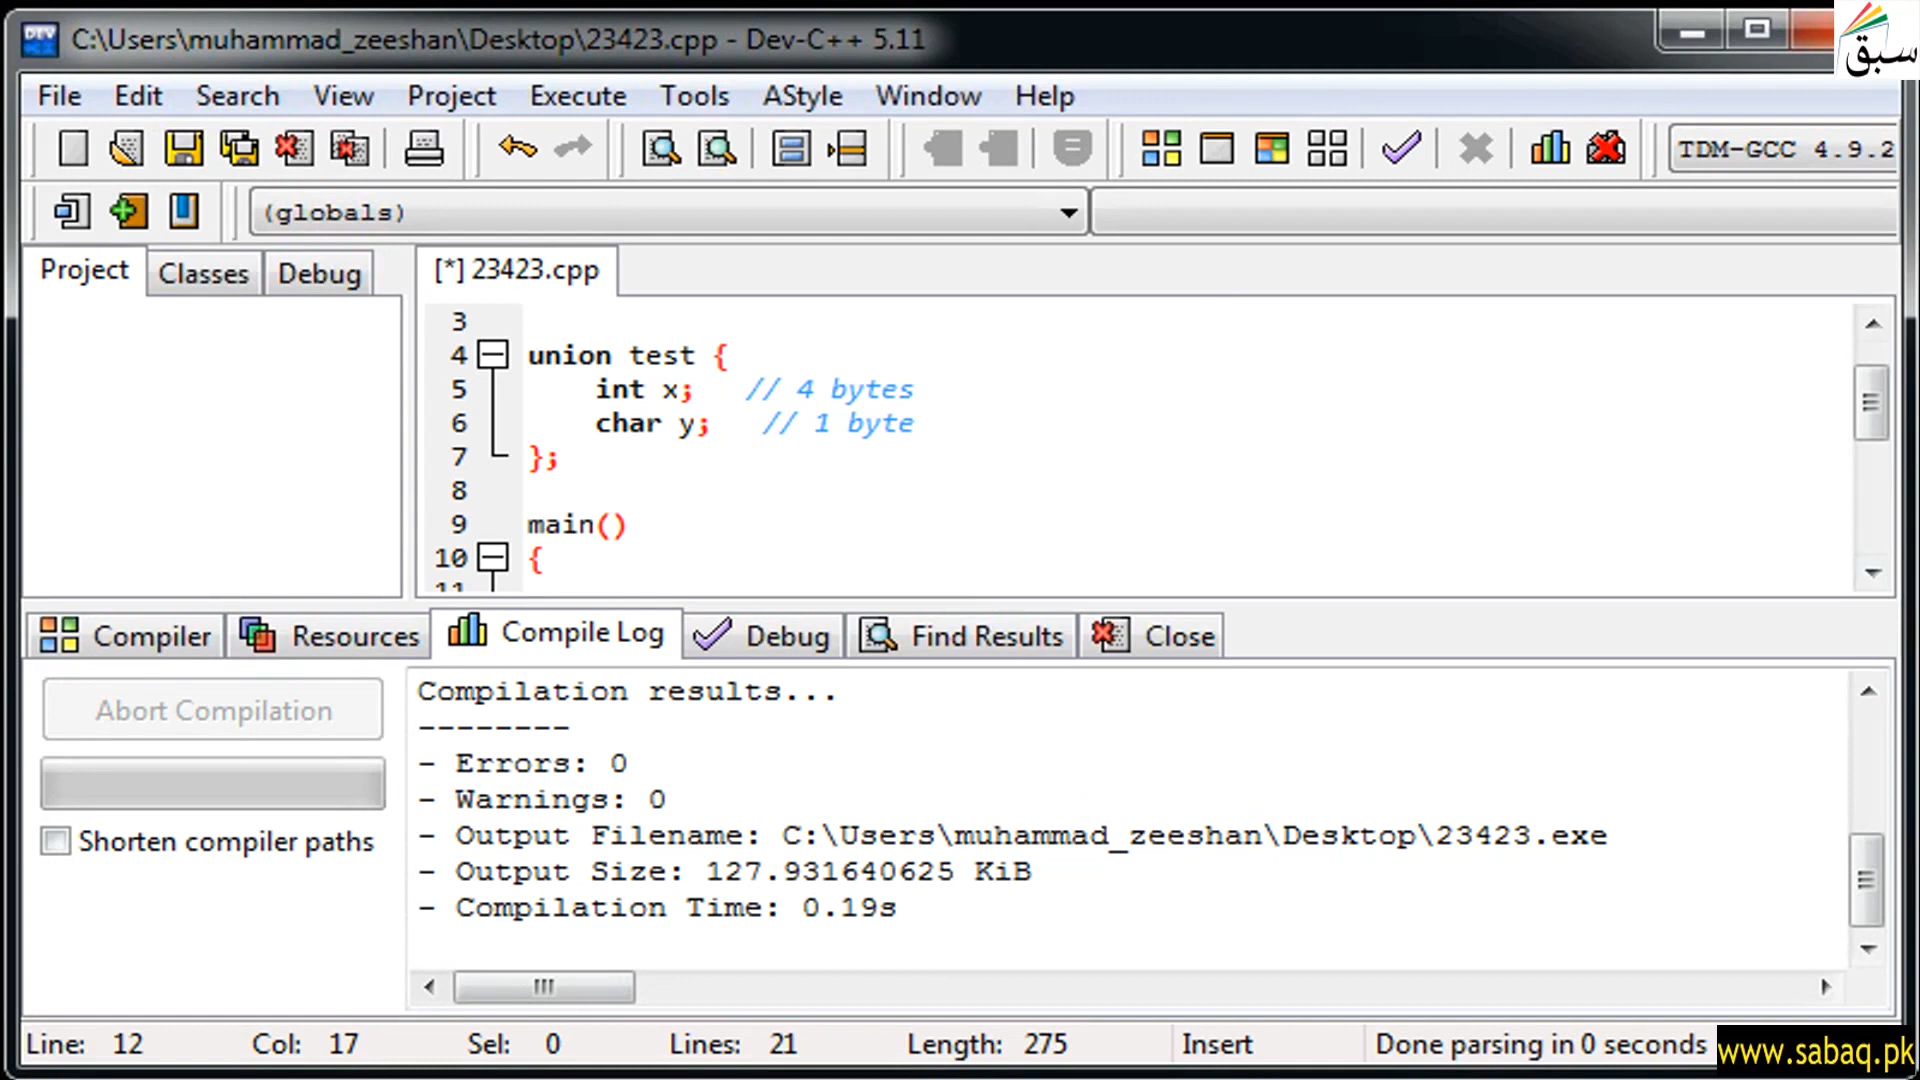 C:\Users\muhammad_zeeshan\Desktop\23423.cpp - Dev-C++ 5.11
سبق
File Edit Search View Project Execute Tools AStyle Window Help
TDM-GCC 4.9.2
(globals)
Project Classes Debug
[*] 23423.cpp
3
4 union test {
5 int x; // 4 bytes
6 char y; // 1 byte
7 };
8
9 main()
10 {
11
Compiler Resources Compile Log Debug Find Results Close
Abort Compilation
Shorten compiler paths
Compilation results...
--------
- Errors: 0
- Warnings: 0
- Output Filename: C:\Users\muhammad_zeeshan\Desktop\23423.exe
- Output Size: 127.931640625 KiB
- Compilation Time: 0.19s
Line: 12 Col: 17 Sel: 0 Lines: 21 Length: 275 Insert Done parsing in 0 seconds
www.sabaq.pk